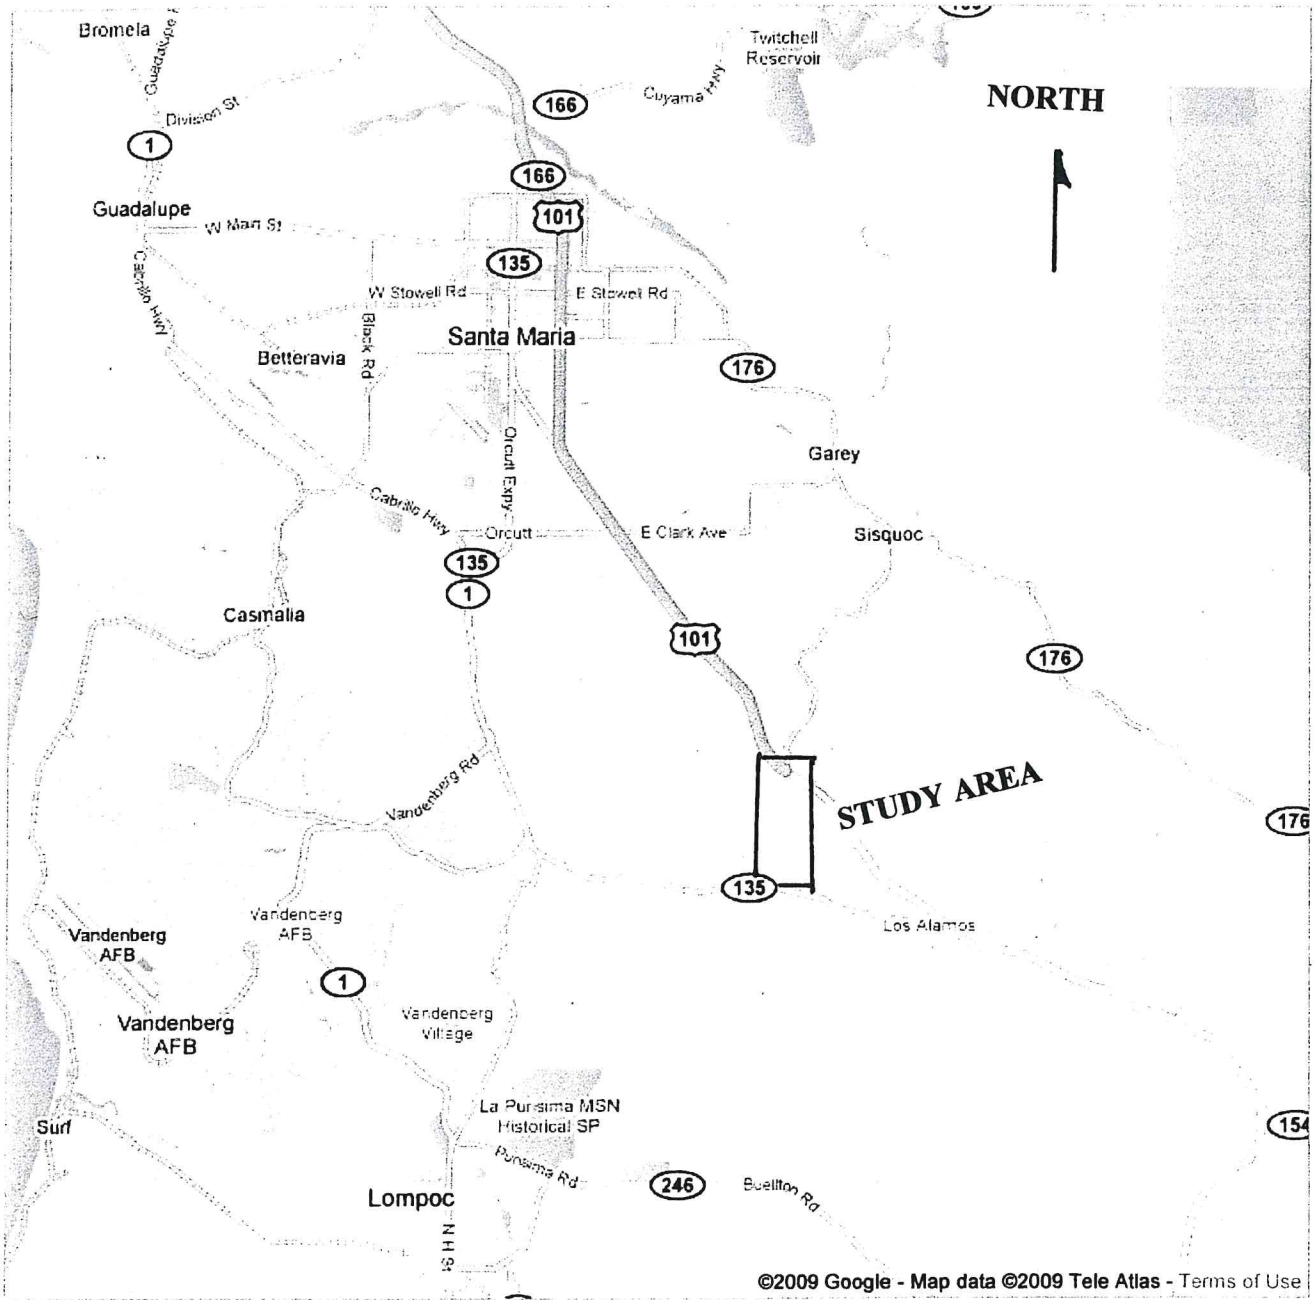 Bromela
Guadalupe
Division St
1
Guadalupe
W Main St
Cabrillo Hwy
166
Cuyama Hwy
Twitchell
Reservoir
NORTH
166
101
135
W Stowell Rd
E Stowell Rd
Black Rd
Betteravia
Santa Maria
176
Orcutt Expy
Garey
Cabrillo Hwy
Orcutt
E Clark Ave
Sisquoc
135
1
Casmalia
101
176
Vandenberg Rd
STUDY AREA
176
135
Los Alamos
Vandenberg
AFB
Vandenberg
AFB
1
Vandenberg
AFB
Vandenberg
Village
La Purisima MSN
Historical SP
Surf
154
Purisima Rd
246
Buellton Rd
Lompoc
N H St
©2009 Google - Map data ©2009 Tele Atlas - Terms of Use